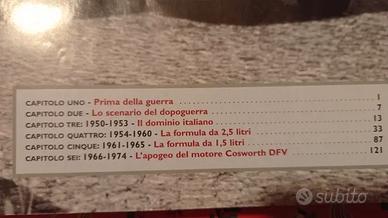 CAPITOLO UNO - Prima della guerra 1
CAPITOLO DUE - Lo scenario del dopoguerra 7
CAPITOLO TRE: 1950-1953 - Il dominio italiano 13
CAPITOLO QUATTRO: 1954-1960 - La formula da 2,5 litri 33
CAPITOLO CINQUE: 1961-1965 - La formula da 1,5 litri 87
CAPITOLO SEI: 1966-1974 - L'apogeo del motore Cosworth DFV 121
subito